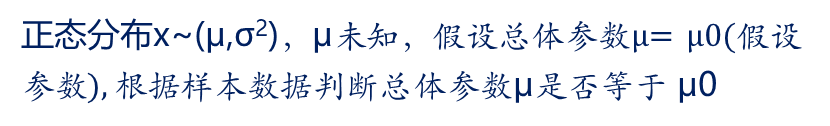 正态分布x~(μ,σ²)，μ未知，假设总体参数μ= μ0(假设
参数),根据样本数据判断总体参数μ是否等于 μ0